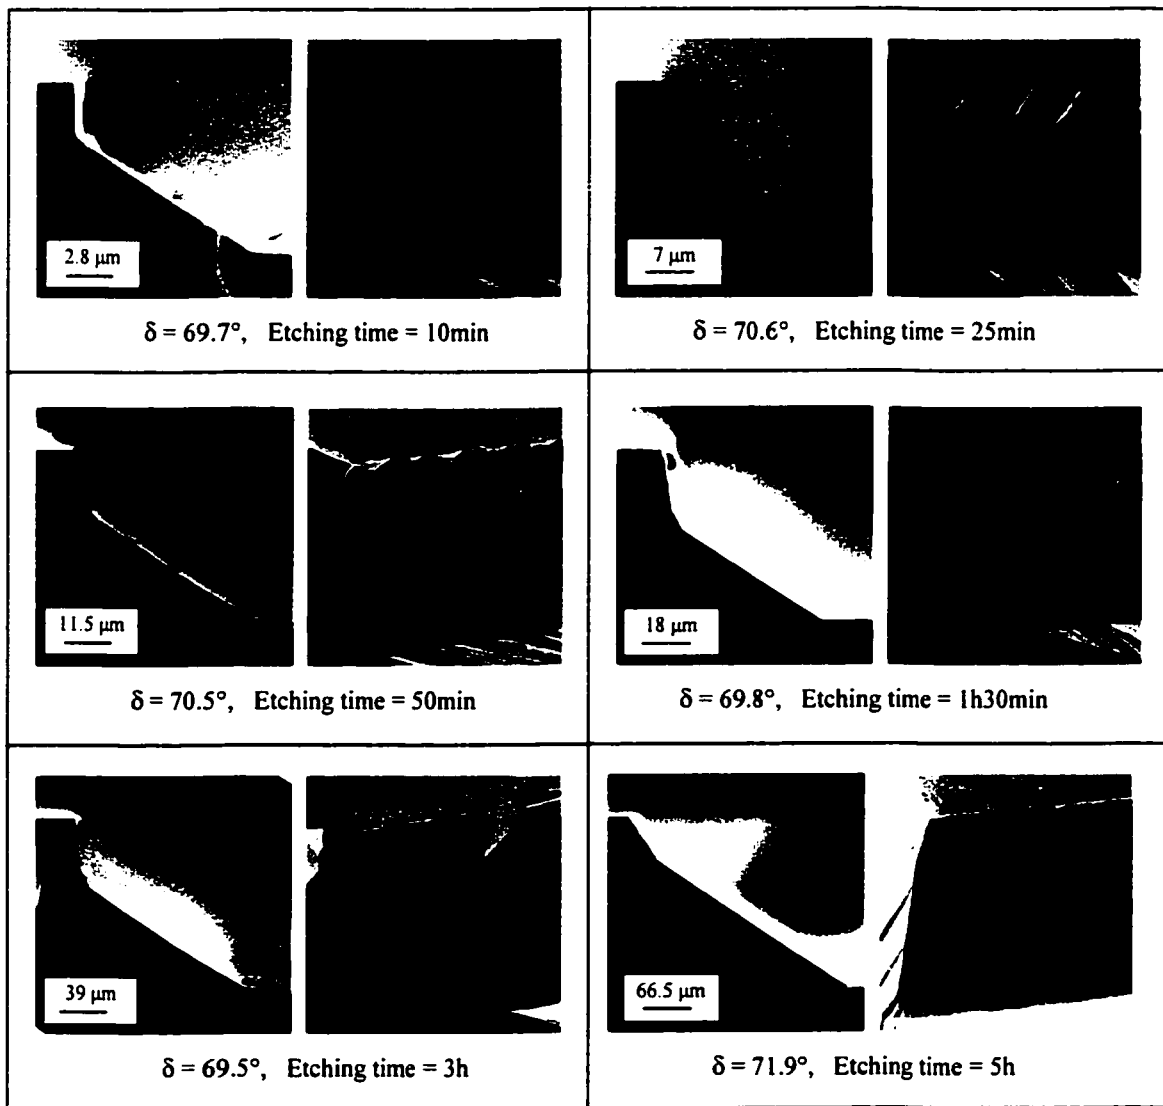 2.8 μm
7 μm
δ = 69.7°, Etching time = 10min
δ = 70.6°, Etching time = 25min
11.5 μm
18 μm
δ = 70.5°, Etching time = 50min
δ = 69.8°, Etching time = 1h30min
39 μm
66.5 μm
δ = 69.5°, Etching time = 3h
δ = 71.9°, Etching time = 5h